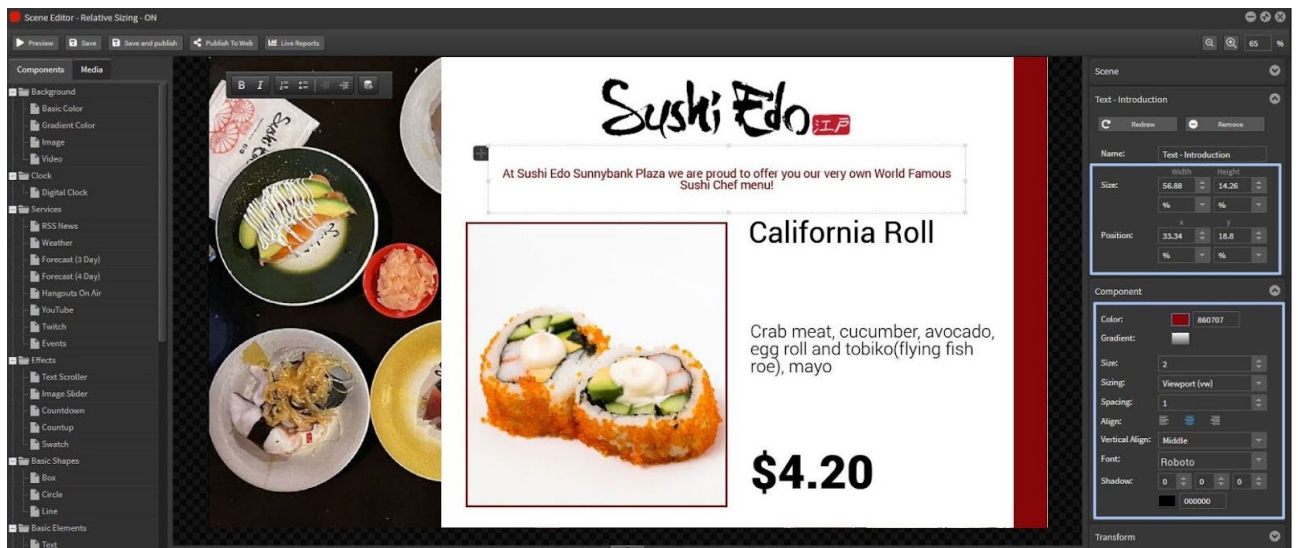 Scene Editor - Relative Sizing - ON
Preview
Save
Save and publish
Publish To Web
Live Reports
65 %
Components
Media
Background
Basic Color
Gradient Color
Image
Video
Clock
Digital Clock
Services
RSS News
Weather
Forecast (3 Day)
Forecast (4 Day)
Hangouts On Air
YouTube
Twitch
Events
Effects
Text Scroller
Image Slider
Countdown
Countup
Swatch
Basic Shapes
Box
Circle
Line
Basic Elements
Text
B I
Sushi Edo 江戸
At Sushi Edo Sunnybank Plaza we are proud to offer you our very own World Famous
Sushi Chef menu!
California Roll
Crab meat, cucumber, avocado,
egg roll and tobiko(flying fish
roe), mayo
$4.20
Scene
Text - Introduction
Redraw
Remove
Name: Text - Introduction
Width Height
Size: 56.88 14.26
% %
x y
Position: 33.34 18.8
% %
Component
Color: 860707
Gradient:
Size: 2
Sizing: Viewport (vw)
Spacing: 1
Align:
Vertical Align: Middle
Font: Roboto
Shadow: 0 0 0
000000
Transform